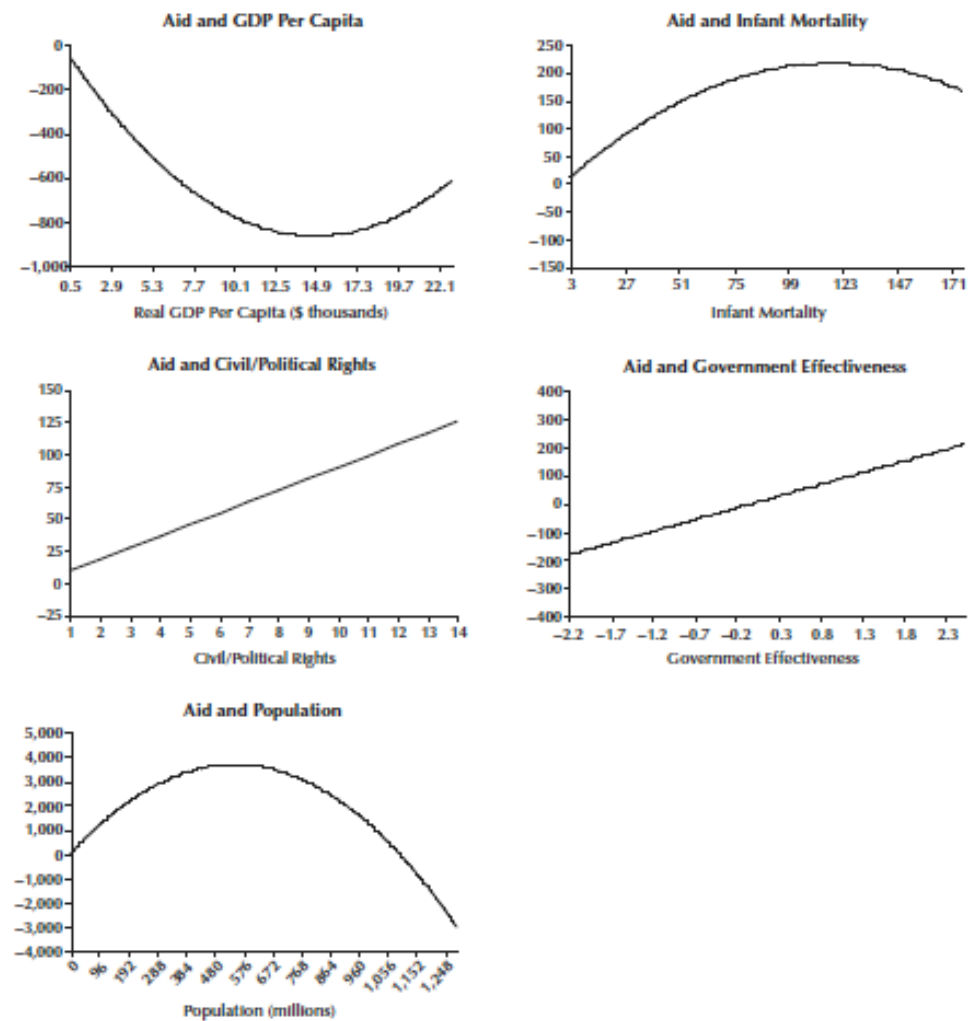 Aid and GDP Per Capita
0
–200
–400
–600
–800
–1,000
0.5 2.9 5.3 7.7 10.1 12.5 14.9 17.3 19.7 22.1
Real GDP Per Capita ($ thousands)
Aid and Infant Mortality
250
200
150
100
50
0
–50
–100
–150
3 27 51 75 99 123 147 171
Infant Mortality
Aid and Civil/Political Rights
150
125
100
75
50
25
0
–25
1 2 3 4 5 6 7 8 9 10 11 12 13 14
Civil/Political Rights
Aid and Government Effectiveness
400
300
200
100
0
–100
–200
–300
–400
–2.2 –1.7 –1.2 –0.7 –0.2 0.3 0.8 1.3 1.8 2.3
Government Effectiveness
Aid and Population
5,000
4,000
3,000
2,000
1,000
0
–1,000
–2,000
–3,000
–4,000
0 96 192 288 384 480 576 672 768 864 960 1,056 1,152 1,248
Population (millions)